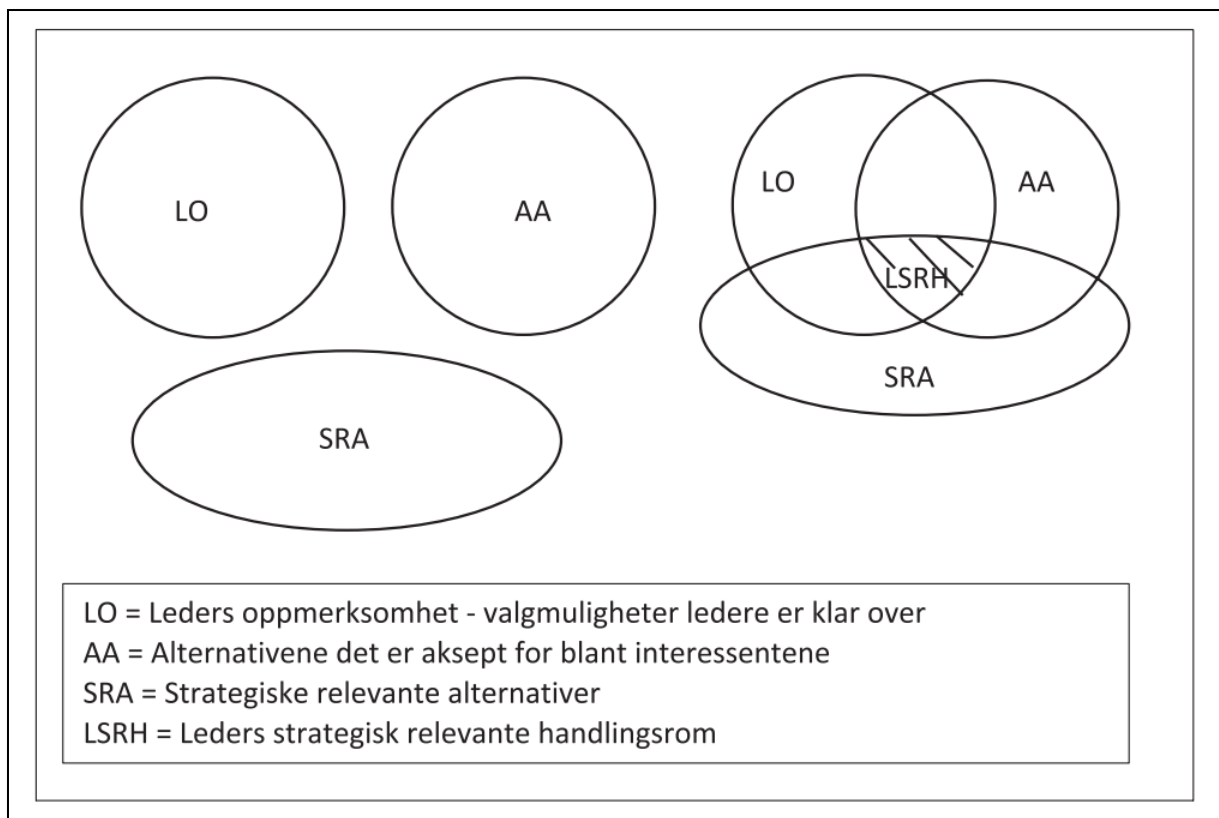 LO
AA
SRA
LO
AA
LSRH
SRA
LO = Leders oppmerksomhet - valgmuligheter ledere er klar over
AA = Alternativene det er aksept for blant interessentene
SRA = Strategiske relevante alternativer
LSRH = Leders strategisk relevante handlingsrom